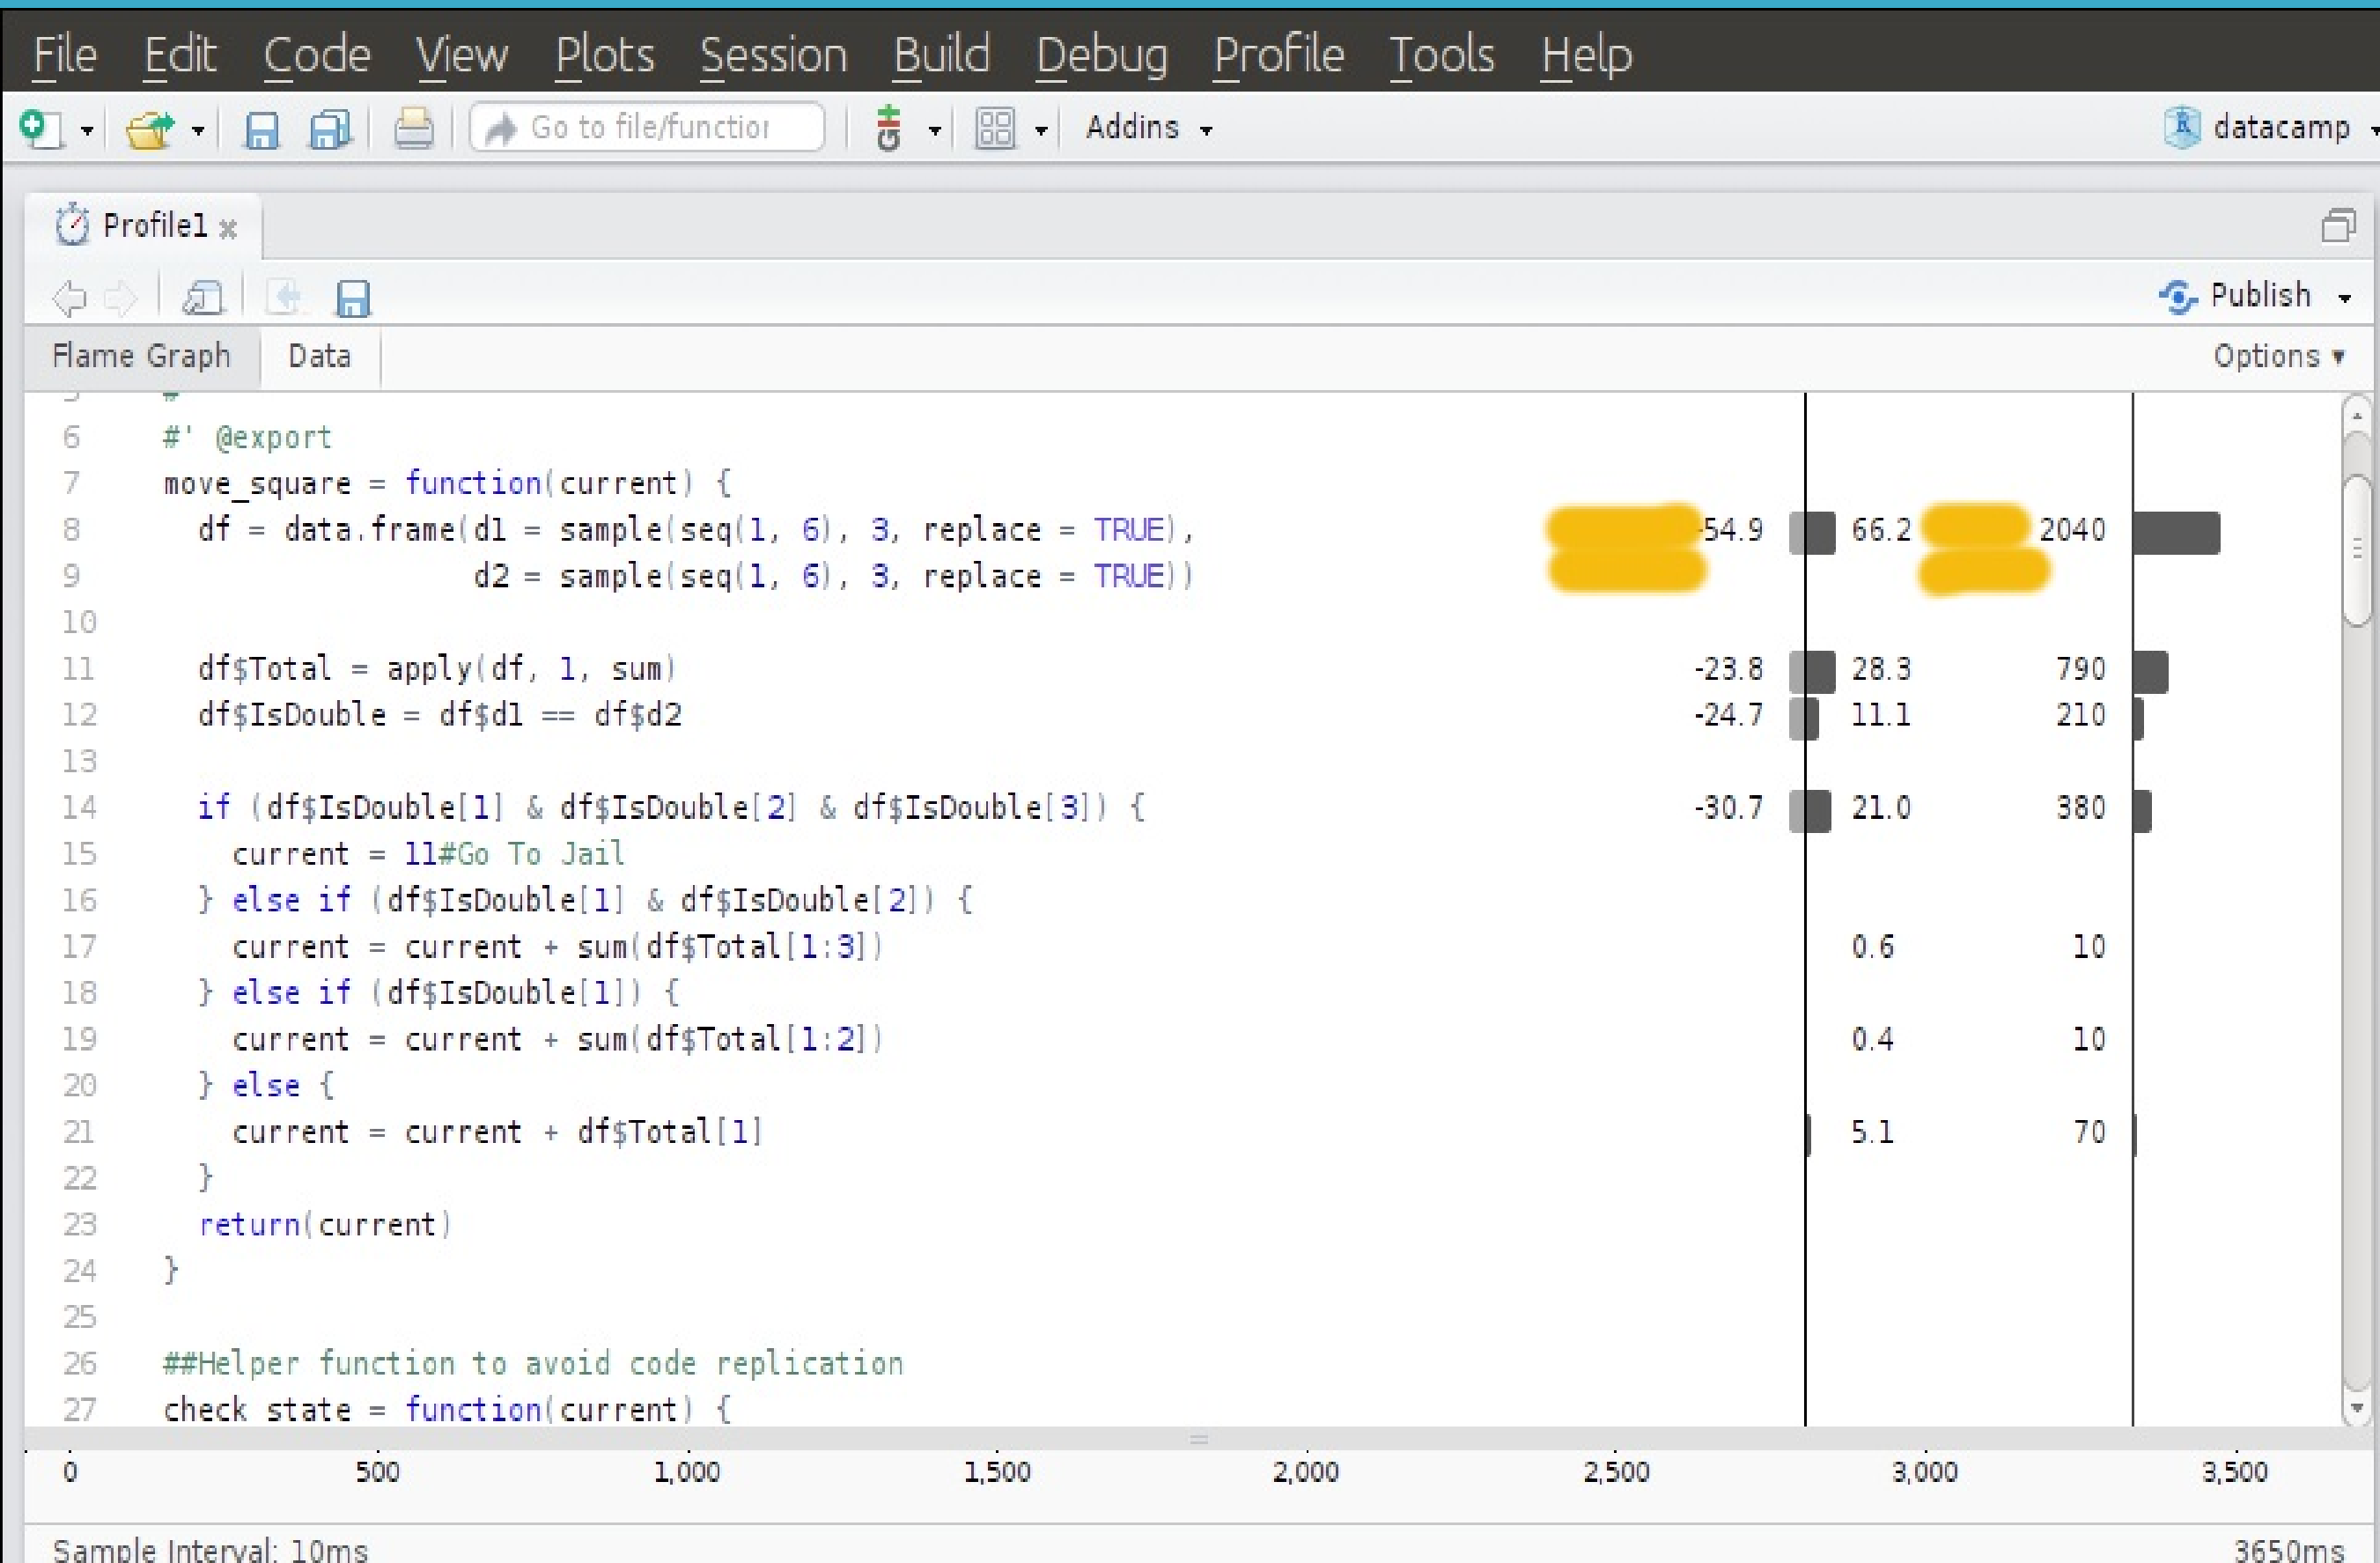 File Edit Code View Plots Session Build Debug Profile Tools Help
Go to file/function Addins datacamp
Profile1
Publish
Flame Graph Data Options
6 #' @export
7 move_square = function(current) {
8 df = data.frame(d1 = sample(seq(1, 6), 3, replace = TRUE), -54.9 66.2 2040
9 d2 = sample(seq(1, 6), 3, replace = TRUE))
10
11 df$Total = apply(df, 1, sum) -23.8 28.3 790
12 df$IsDouble = df$d1 == df$d2 -24.7 11.1 210
13
14 if (df$IsDouble[1] & df$IsDouble[2] & df$IsDouble[3]) { -30.7 21.0 380
15 current = 11#Go To Jail
16 } else if (df$IsDouble[1] & df$IsDouble[2]) {
17 current = current + sum(df$Total[1:3]) 0.6 10
18 } else if (df$IsDouble[1]) {
19 current = current + sum(df$Total[1:2]) 0.4 10
20 } else {
21 current = current + df$Total[1] 5.1 70
22 }
23 return(current)
24 }
25
26 ##Helper function to avoid code replication
27 check_state = function(current) {
0 500 1,000 1,500 2,000 2,500 3,000 3,500
Sample Interval: 10ms 3650ms